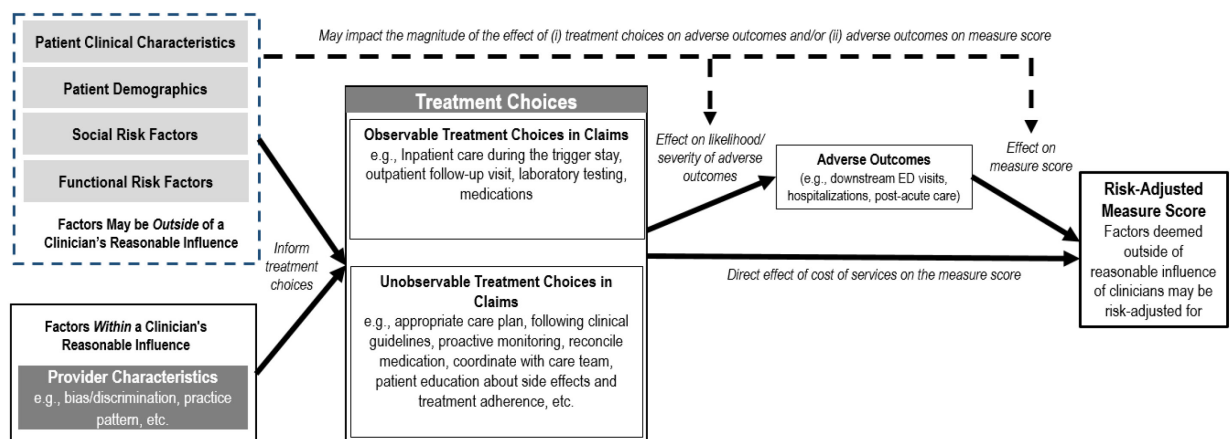 Patient Clinical Characteristics
Patient Demographics
Social Risk Factors
Functional Risk Factors
Factors May be Outside of a
Clinician's Reasonable Influence
Factors Within a Clinician's
Reasonable Influence
Provider Characteristics
e.g., bias/discrimination, practice
pattern, etc.
Inform
treatment
choices
May impact the magnitude of the effect of (i) treatment choices on adverse outcomes and/or (ii) adverse outcomes on measure score
Treatment Choices
Observable Treatment Choices in Claims
e.g., Inpatient care during the trigger stay,
outpatient follow-up visit, laboratory testing,
medications
Unobservable Treatment Choices in
Claims
e.g., appropriate care plan, following clinical
guidelines, proactive monitoring, reconcile
medication, coordinate with care team,
patient education about side effects and
treatment adherence, etc.
Effect on likelihood/
severity of adverse
outcomes
Adverse Outcomes
(e.g., downstream ED visits,
hospitalizations, post-acute care)
Effect on
measure score
Direct effect of cost of services on the measure score
Risk-Adjusted
Measure Score
Factors deemed
outside of
reasonable influence
of clinicians may be
risk-adjusted for